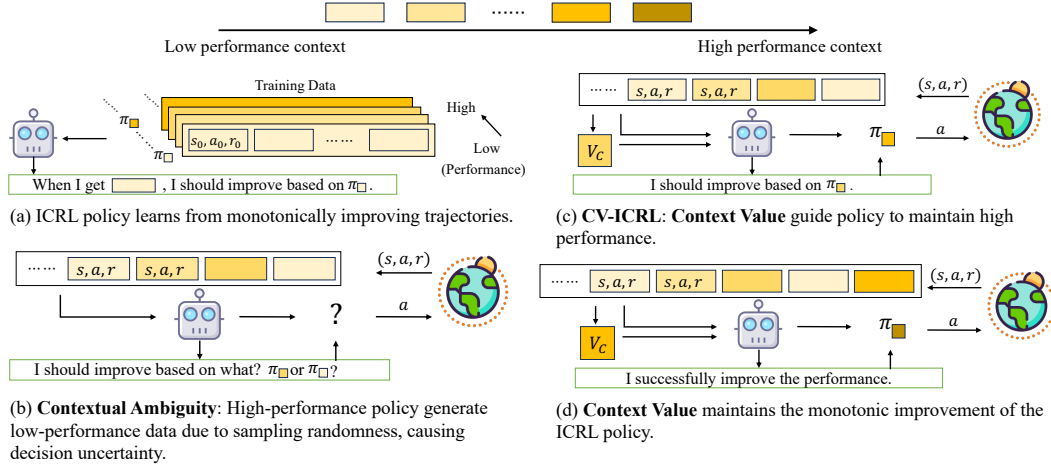 ......
Low performance context
High performance context
Training Data
High
Low
(Performance)
π
π
s₀, a₀, r₀
......
When I get , I should improve based on π .
(a) ICRL policy learns from monotonically improving trajectories.
...... s, a, r s, a, r
(s, a, r)
?
a
I should improve based on what? π or π ?
(b) Contextual Ambiguity: High-performance policy generate
low-performance data due to sampling randomness, causing
decision uncertainty.
...... s, a, r s, a, r
(s, a, r)
V_C
π
a
I should improve based on π .
(c) CV-ICRL: Context Value guide policy to maintain high
performance.
...... s, a, r s, a, r
(s, a, r)
V_C
π
a
I successfully improve the performance.
(d) Context Value maintains the monotonic improvement of the
ICRL policy.